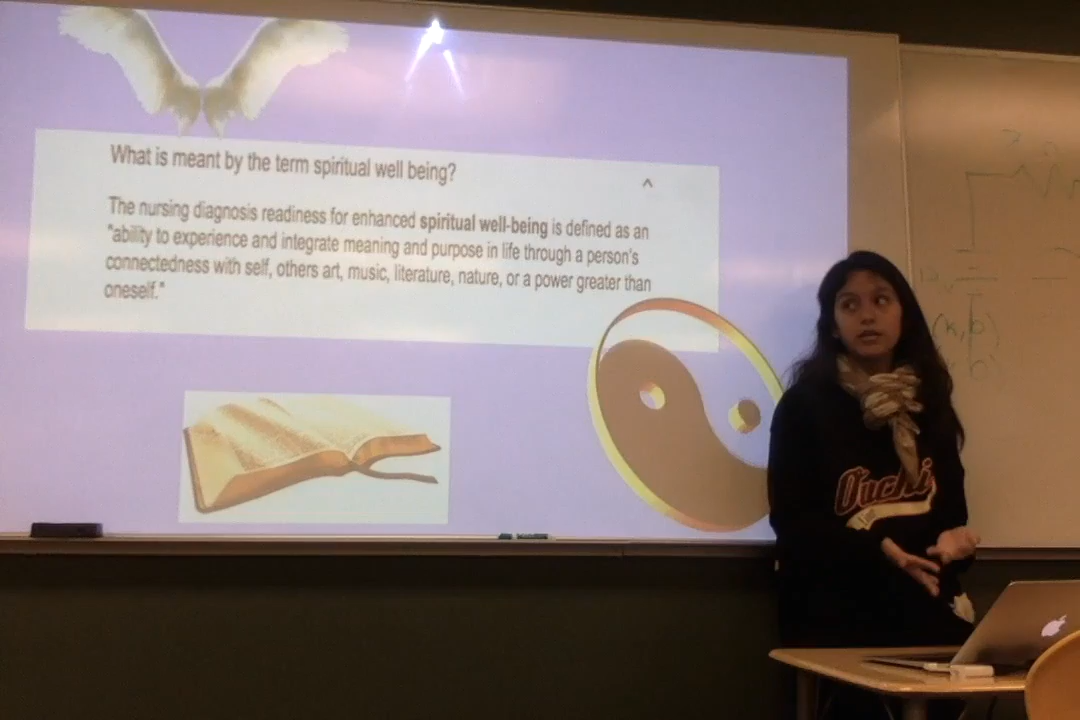 What is meant by the term spiritual well being?
^
The nursing diagnosis readiness for enhanced spiritual well-being is defined as an
"ability to experience and integrate meaning and purpose in life through a person's
connectedness with self, others art, music, literature, nature, or a power greater than
oneself."
Ouchi
(k,b)